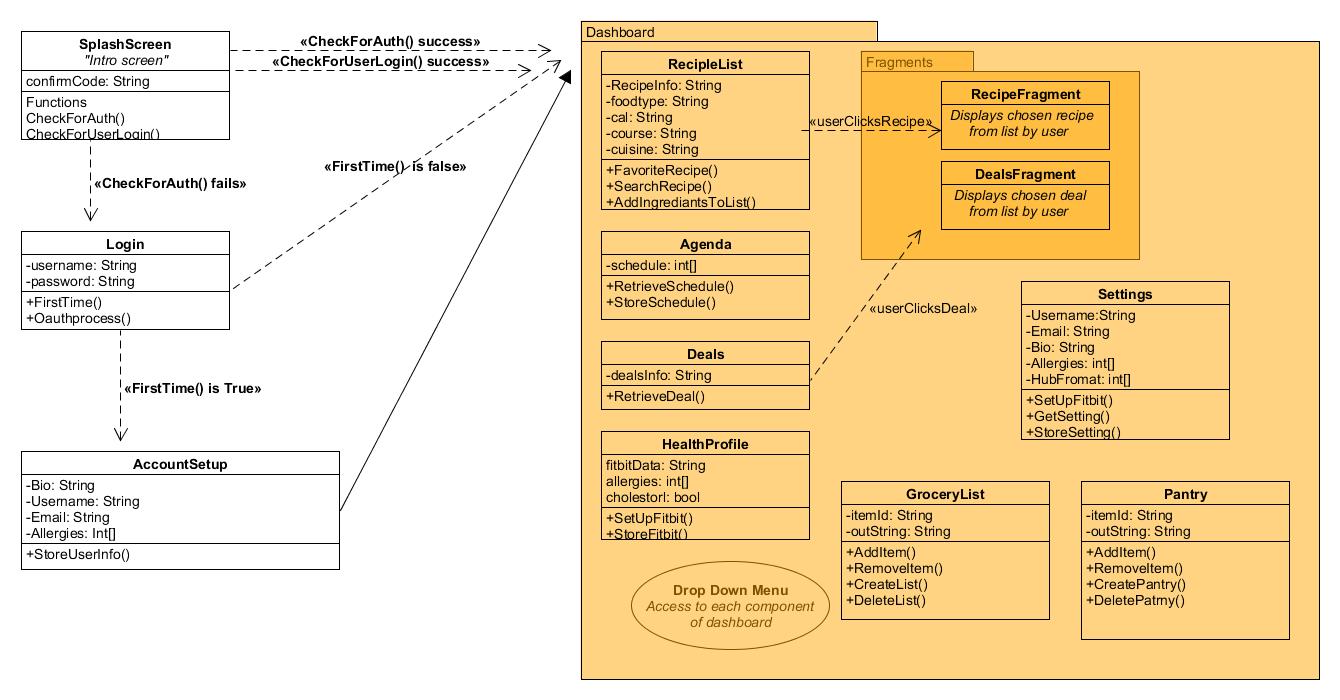 SplashScreen
"Intro screen"
confirmCode: String
Functions
CheckForAuth()
CheckForUserLogin()
«CheckForAuth() success»
«CheckForUserLogin() success»
«CheckForAuth() fails»
«FirstTime() is false»
Login
-username: String
-password: String
+FirstTime()
+Oauthprocess()
«FirstTime() is True»
AccountSetup
-Bio: String
-Username: String
-Email: String
-Allergies: Int[]
+StoreUserInfo()
Dashboard
RecipleList
-RecipeInfo: String
-foodtype: String
-cal: String
-course: String
-cuisine: String
+FavoriteRecipe()
+SearchRecipe()
+AddIngrediantsToList()
«userClicksRecipe»
Fragments
RecipeFragment
Displays chosen recipe
from list by user
DealsFragment
Displays chosen deal
from list by user
Agenda
-schedule: int[]
+RetrieveSchedule()
+StoreSchedule()
«userClicksDeal»
Deals
-dealsInfo: String
+RetrieveDeal()
Settings
-Username:String
-Email: String
-Bio: String
-Allergies: int[]
-HubFromat: int[]
+SetUpFitbit()
+GetSetting()
+StoreSetting()
HealthProfile
fitbitData: String
allergies: int[]
cholestorl: bool
+SetUpFitbit()
+StoreFitbit()
GroceryList
-itemId: String
-outString: String
+AddItem()
+RemoveItem()
+CreateList()
+DeleteList()
Pantry
-itemId: String
-outString: String
+AddItem()
+RemoveItem()
+CreatePantry()
+DeletePatrny()
Drop Down Menu
Access to each component
of dashboard